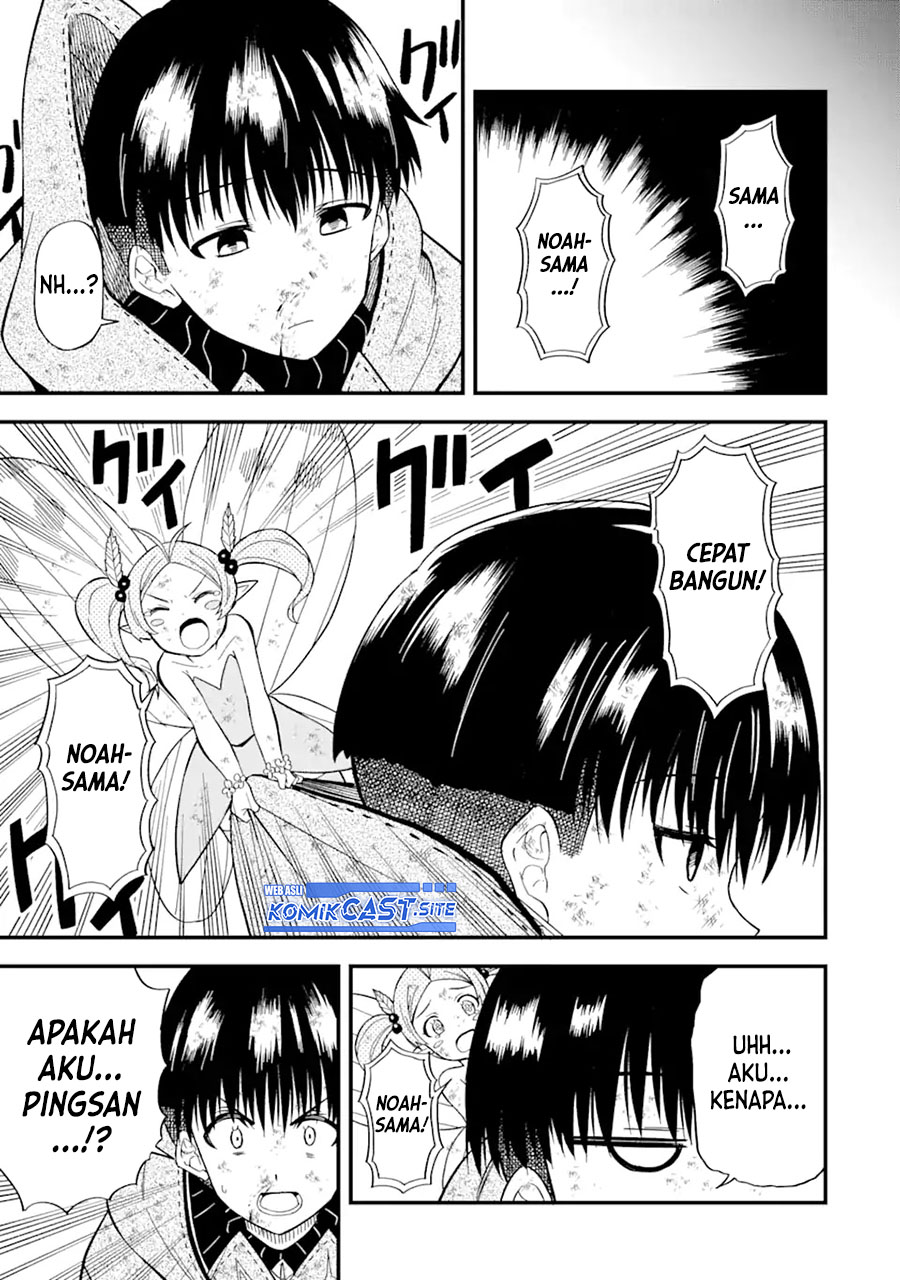 SAMA
...
NOAH-
SAMA
...!
グイ
グイ
NH...?
CEPAT
BANGUN!
グイ
グイ
NOAH-
SAMA!
WEB ASLI
KOMIKCAST.SITE
UHH...
AKU...
KENAPA...
NOAH-
SAMA!
APAKAH
AKU...
PINGSAN
...!?